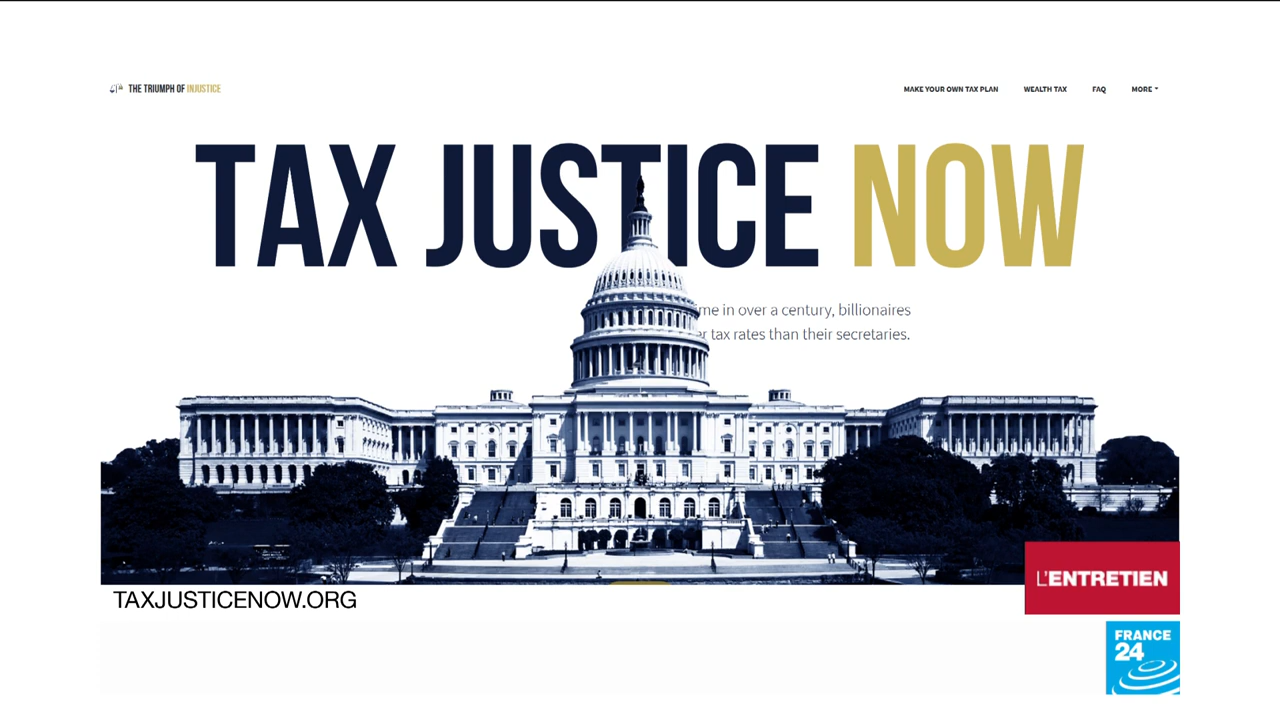 THE TRIUMPH OF INJUSTICE
MAKE YOUR OWN TAX PLAN WEALTH TAX FAQ MORE
TAX JUSTICE NOW
in over a century, billionaires
tax rates than their secretaries.
L'ENTRETIEN
TAXJUSTICENOW.ORG
FRANCE
24